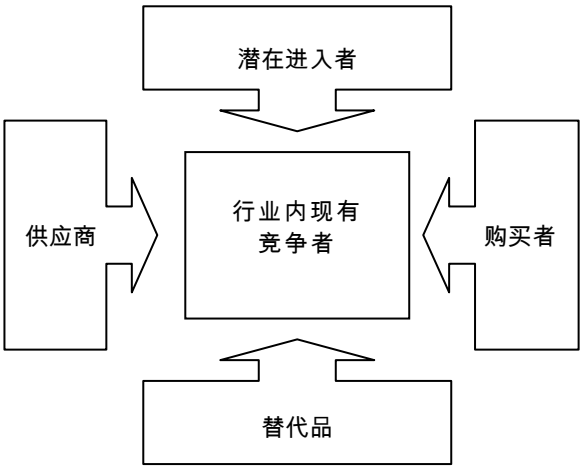 潜在进入者
供应商
行业内现有
竞争者
购买者
替代品